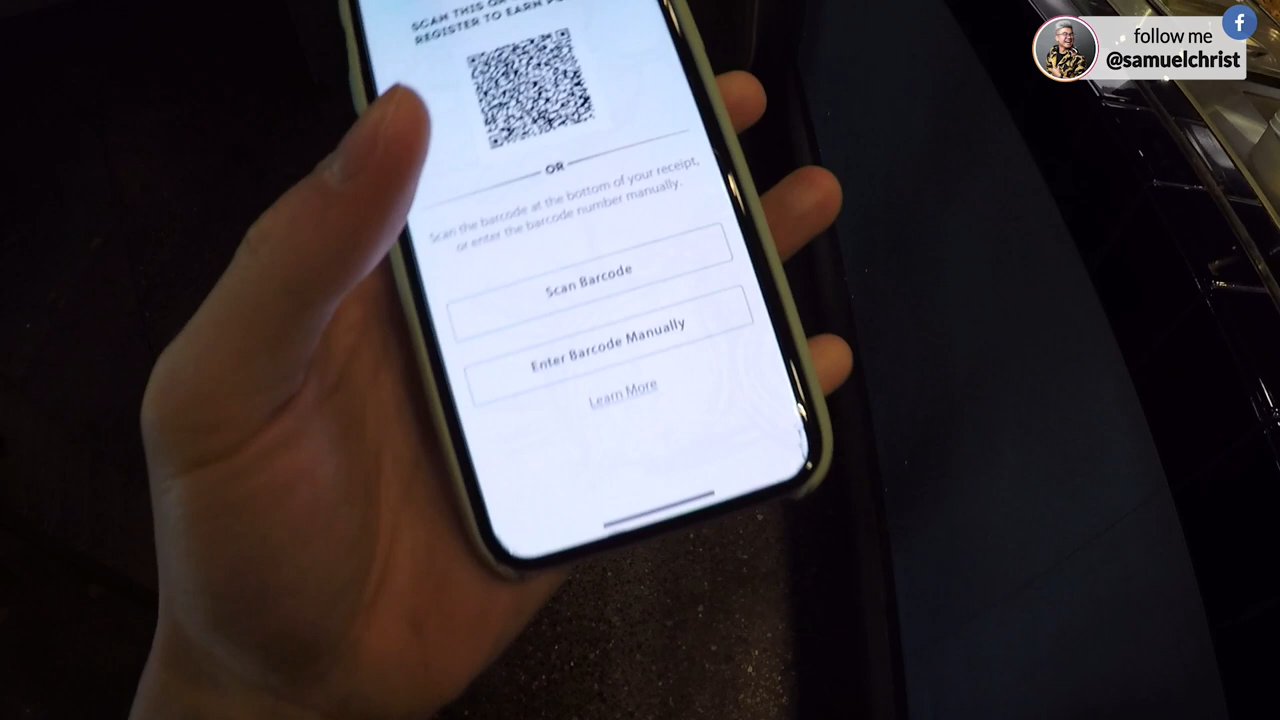 SCAN THIS QR
REGISTER TO EARN
OR
Scan the barcode at the bottom of your receipt,
or enter the barcode number manually.
Scan Barcode
Enter Barcode Manually
Learn More
follow me
@samuelchrist